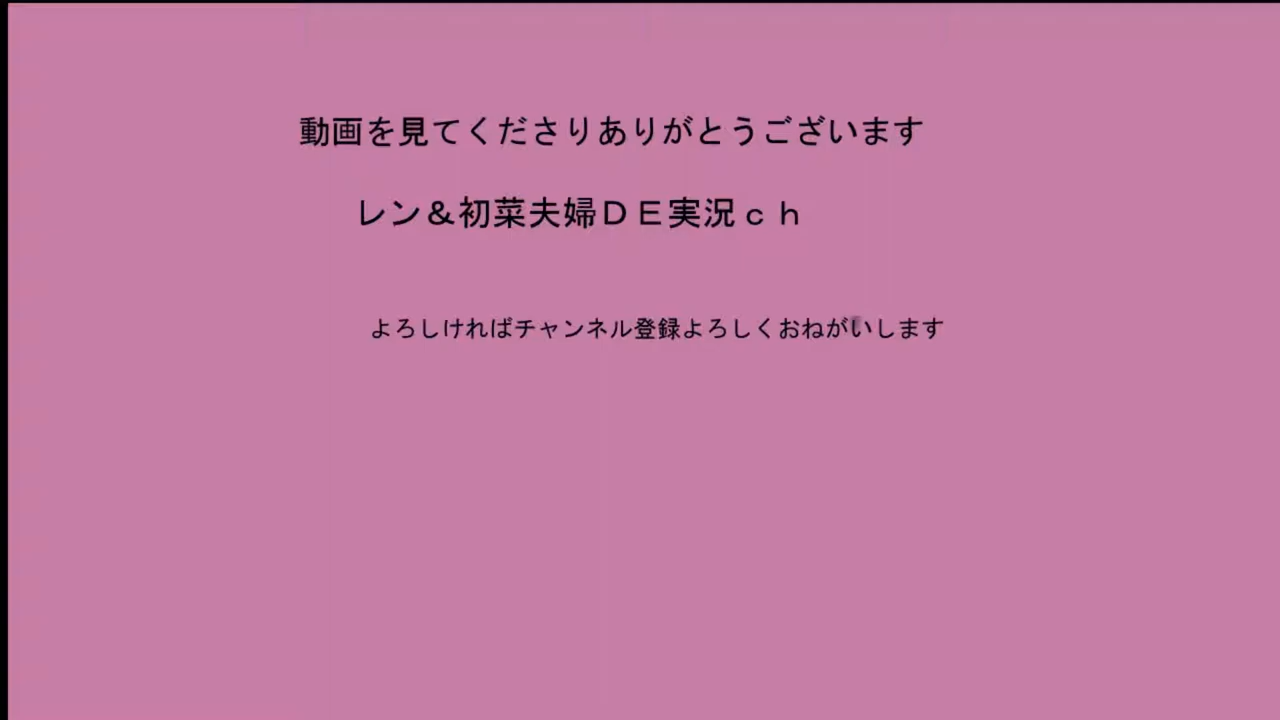 動画を見てくださりありがとうございます
レン＆初菜夫婦ＤＥ実況ｃｈ
よろしければチャンネル登録よろしくおねがいします